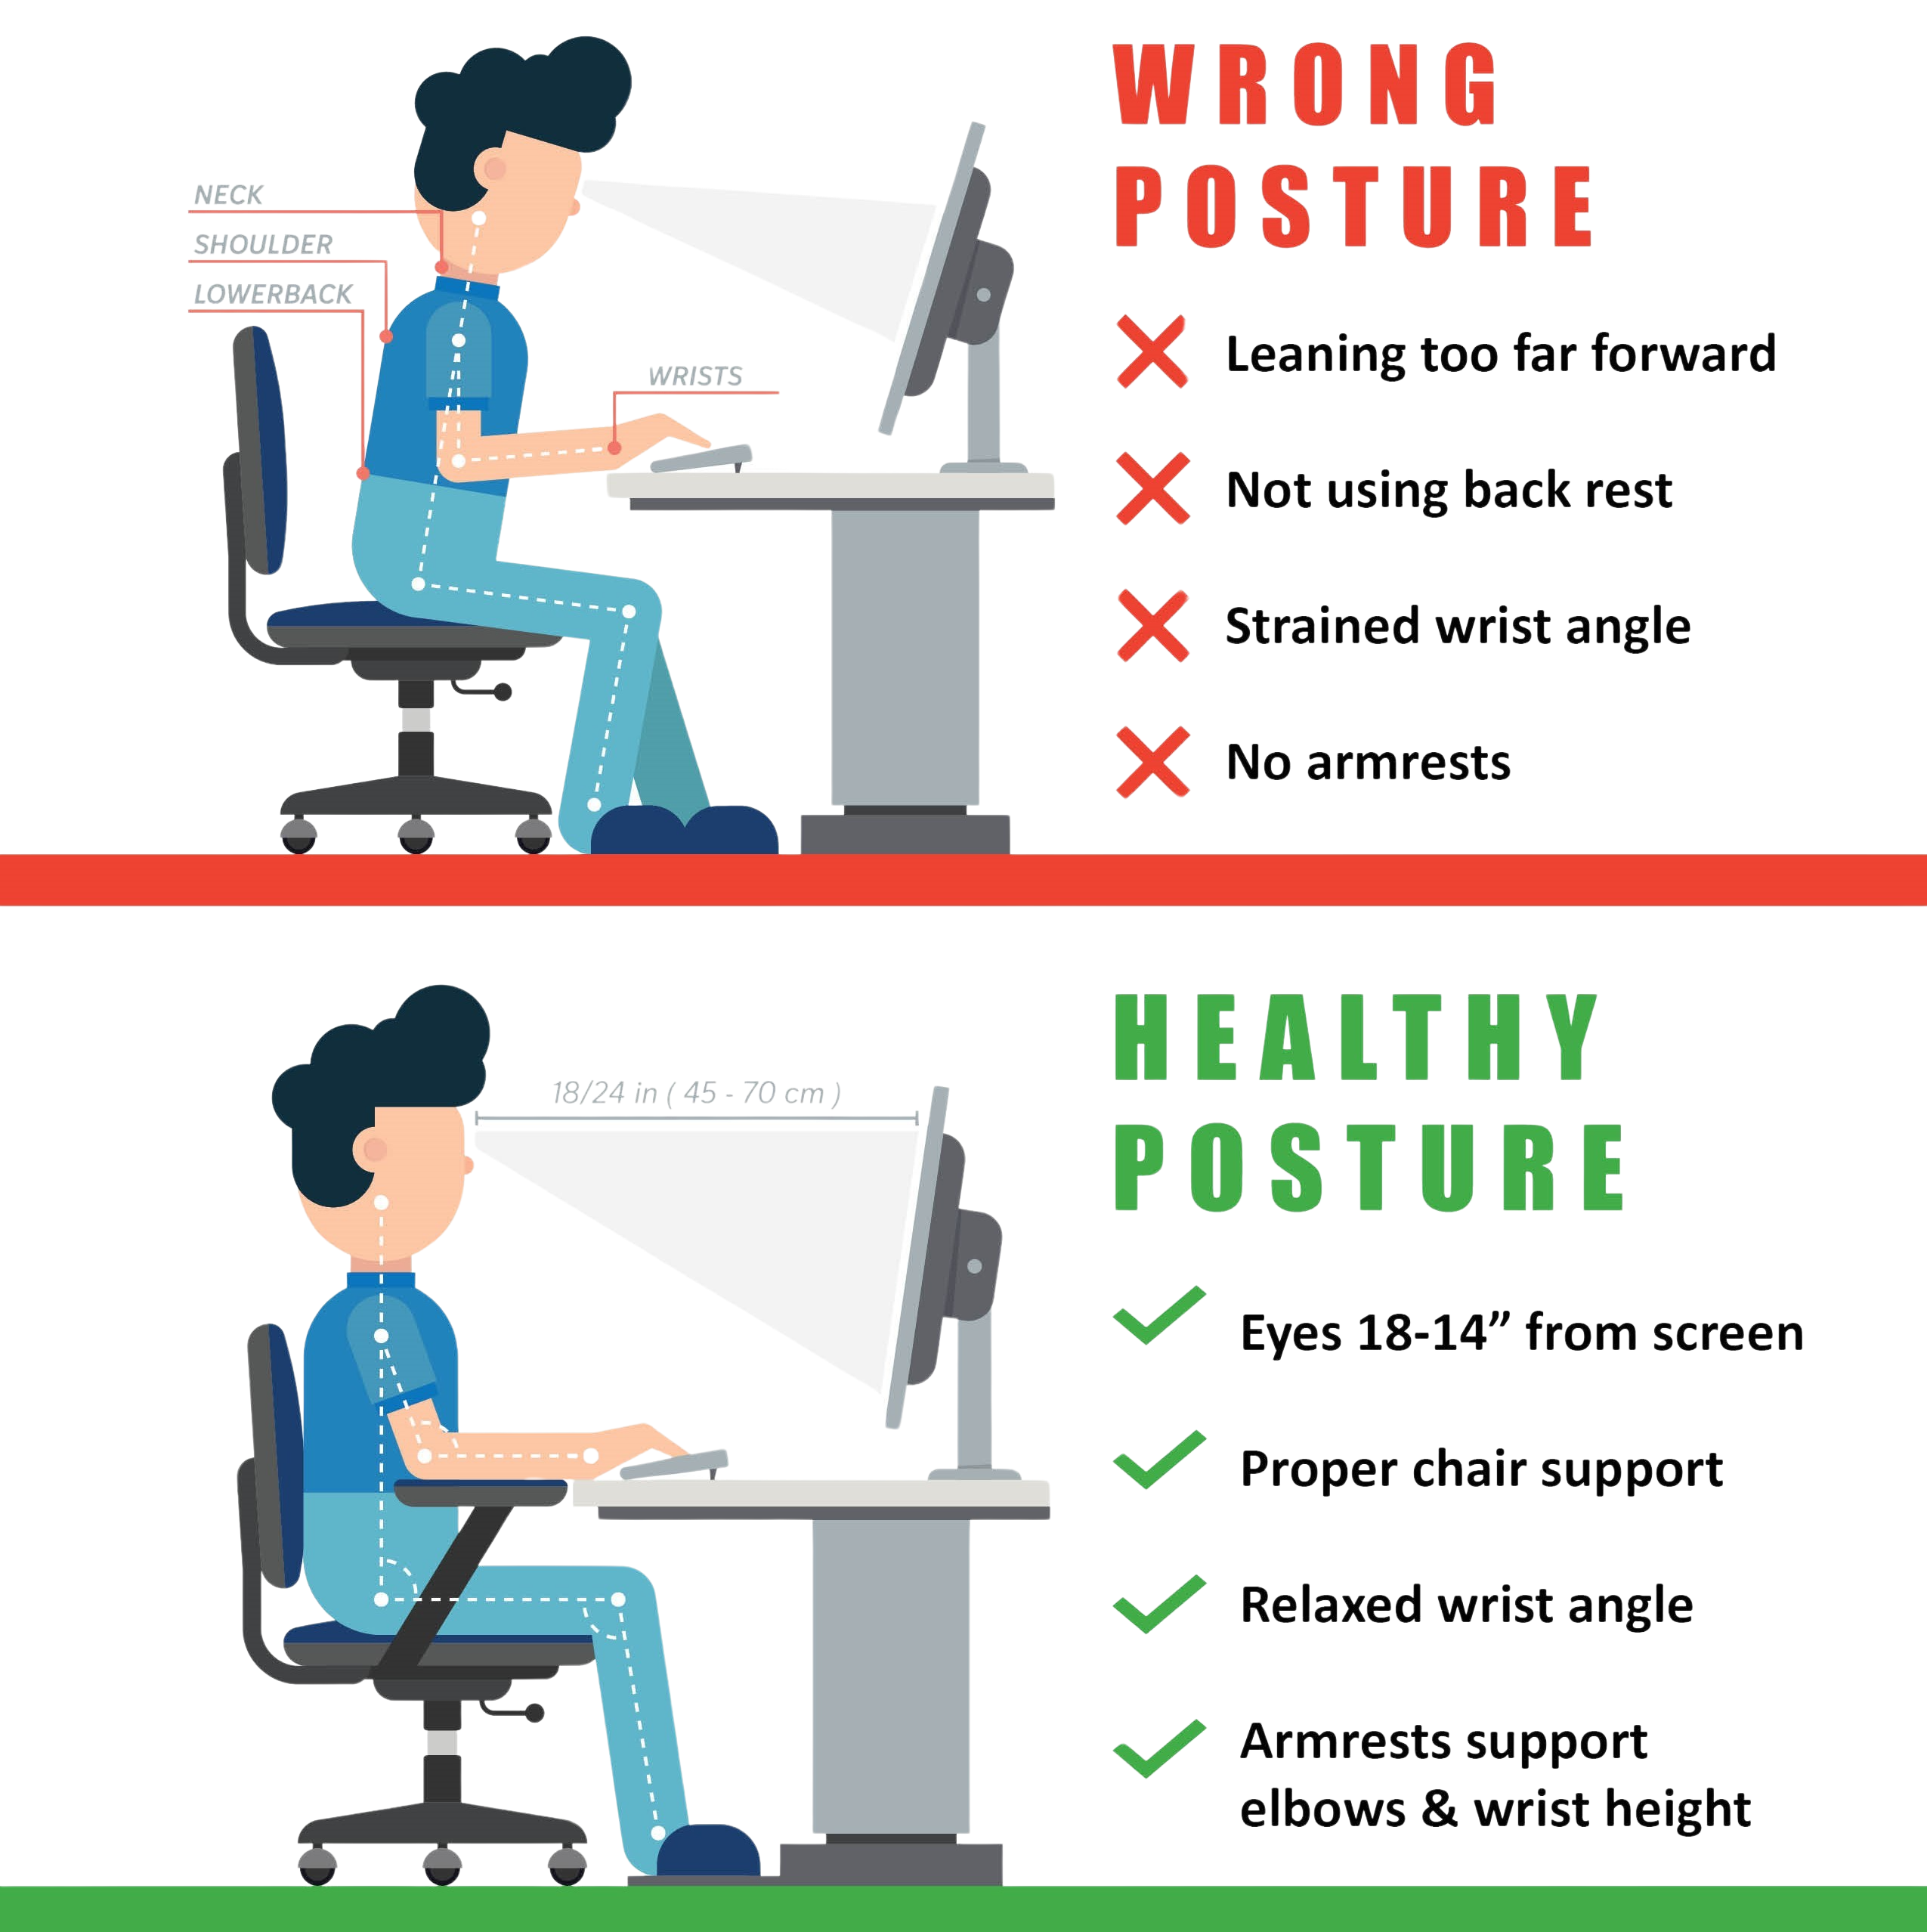 WRONG
POSTURE
NECK
SHOULDER
LOWERBACK
WRISTS
Leaning too far forward
Not using back rest
Strained wrist angle
No armrests
HEALTHY
POSTURE
18/24 in ( 45 - 70 cm )
Eyes 18-14” from screen
Proper chair support
Relaxed wrist angle
Armrests support
elbows & wrist height